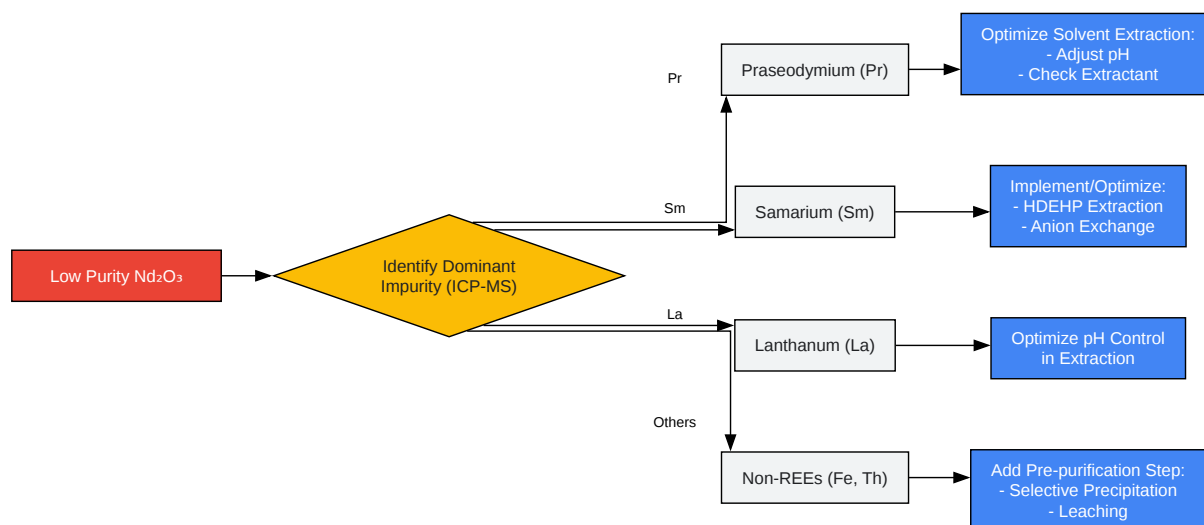 Low Purity Nd₂O₃
Identify Dominant
Impurity (ICP-MS)
Pr
Praseodymium (Pr)
Optimize Solvent Extraction:
- Adjust pH
- Check Extractant
Sm
Samarium (Sm)
Implement/Optimize:
- HDEHP Extraction
- Anion Exchange
La
Lanthanum (La)
Optimize pH Control
in Extraction
Others
Non-REEs (Fe, Th)
Add Pre-purification Step:
- Selective Precipitation
- Leaching